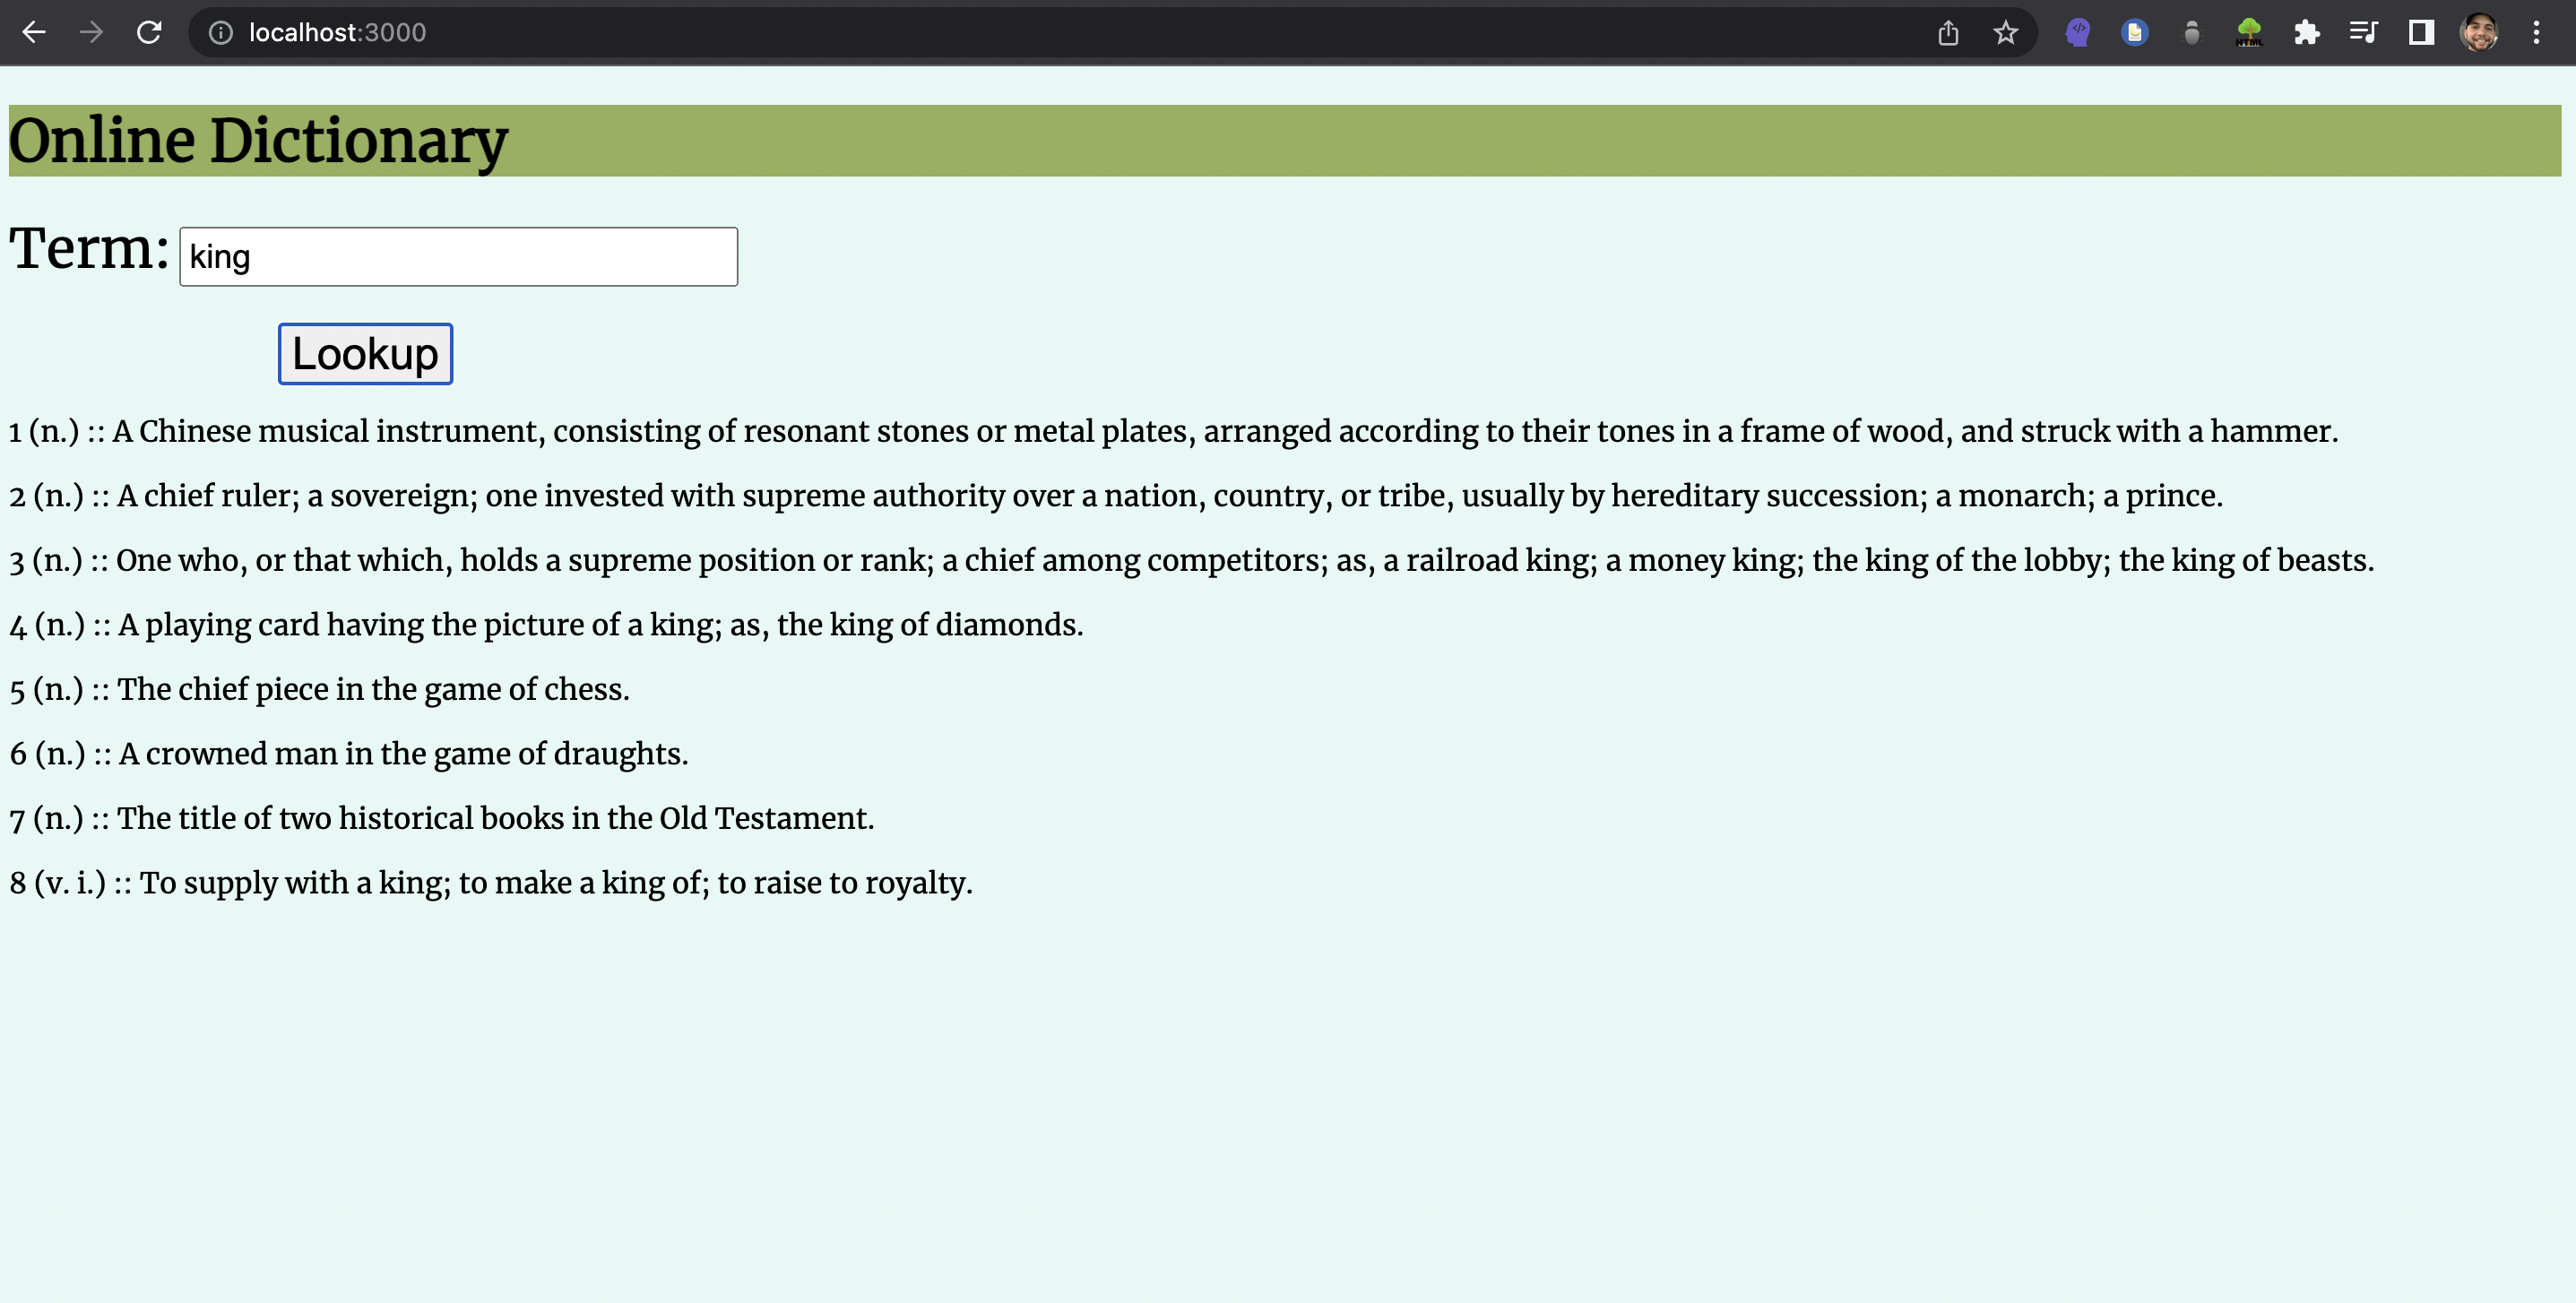 localhost:3000
HTML
Online Dictionary
Term: king
Lookup
1 (n.) :: A Chinese musical instrument, consisting of resonant stones or metal plates, arranged according to their tones in a frame of wood, and struck with a hammer.
2 (n.) :: A chief ruler; a sovereign; one invested with supreme authority over a nation, country, or tribe, usually by hereditary succession; a monarch; a prince.
3 (n.) :: One who, or that which, holds a supreme position or rank; a chief among competitors; as, a railroad king; a money king; the king of the lobby; the king of beasts.
4 (n.) :: A playing card having the picture of a king; as, the king of diamonds.
5 (n.) :: The chief piece in the game of chess.
6 (n.) :: A crowned man in the game of draughts.
7 (n.) :: The title of two historical books in the Old Testament.
8 (v. i.) :: To supply with a king; to make a king of; to raise to royalty.